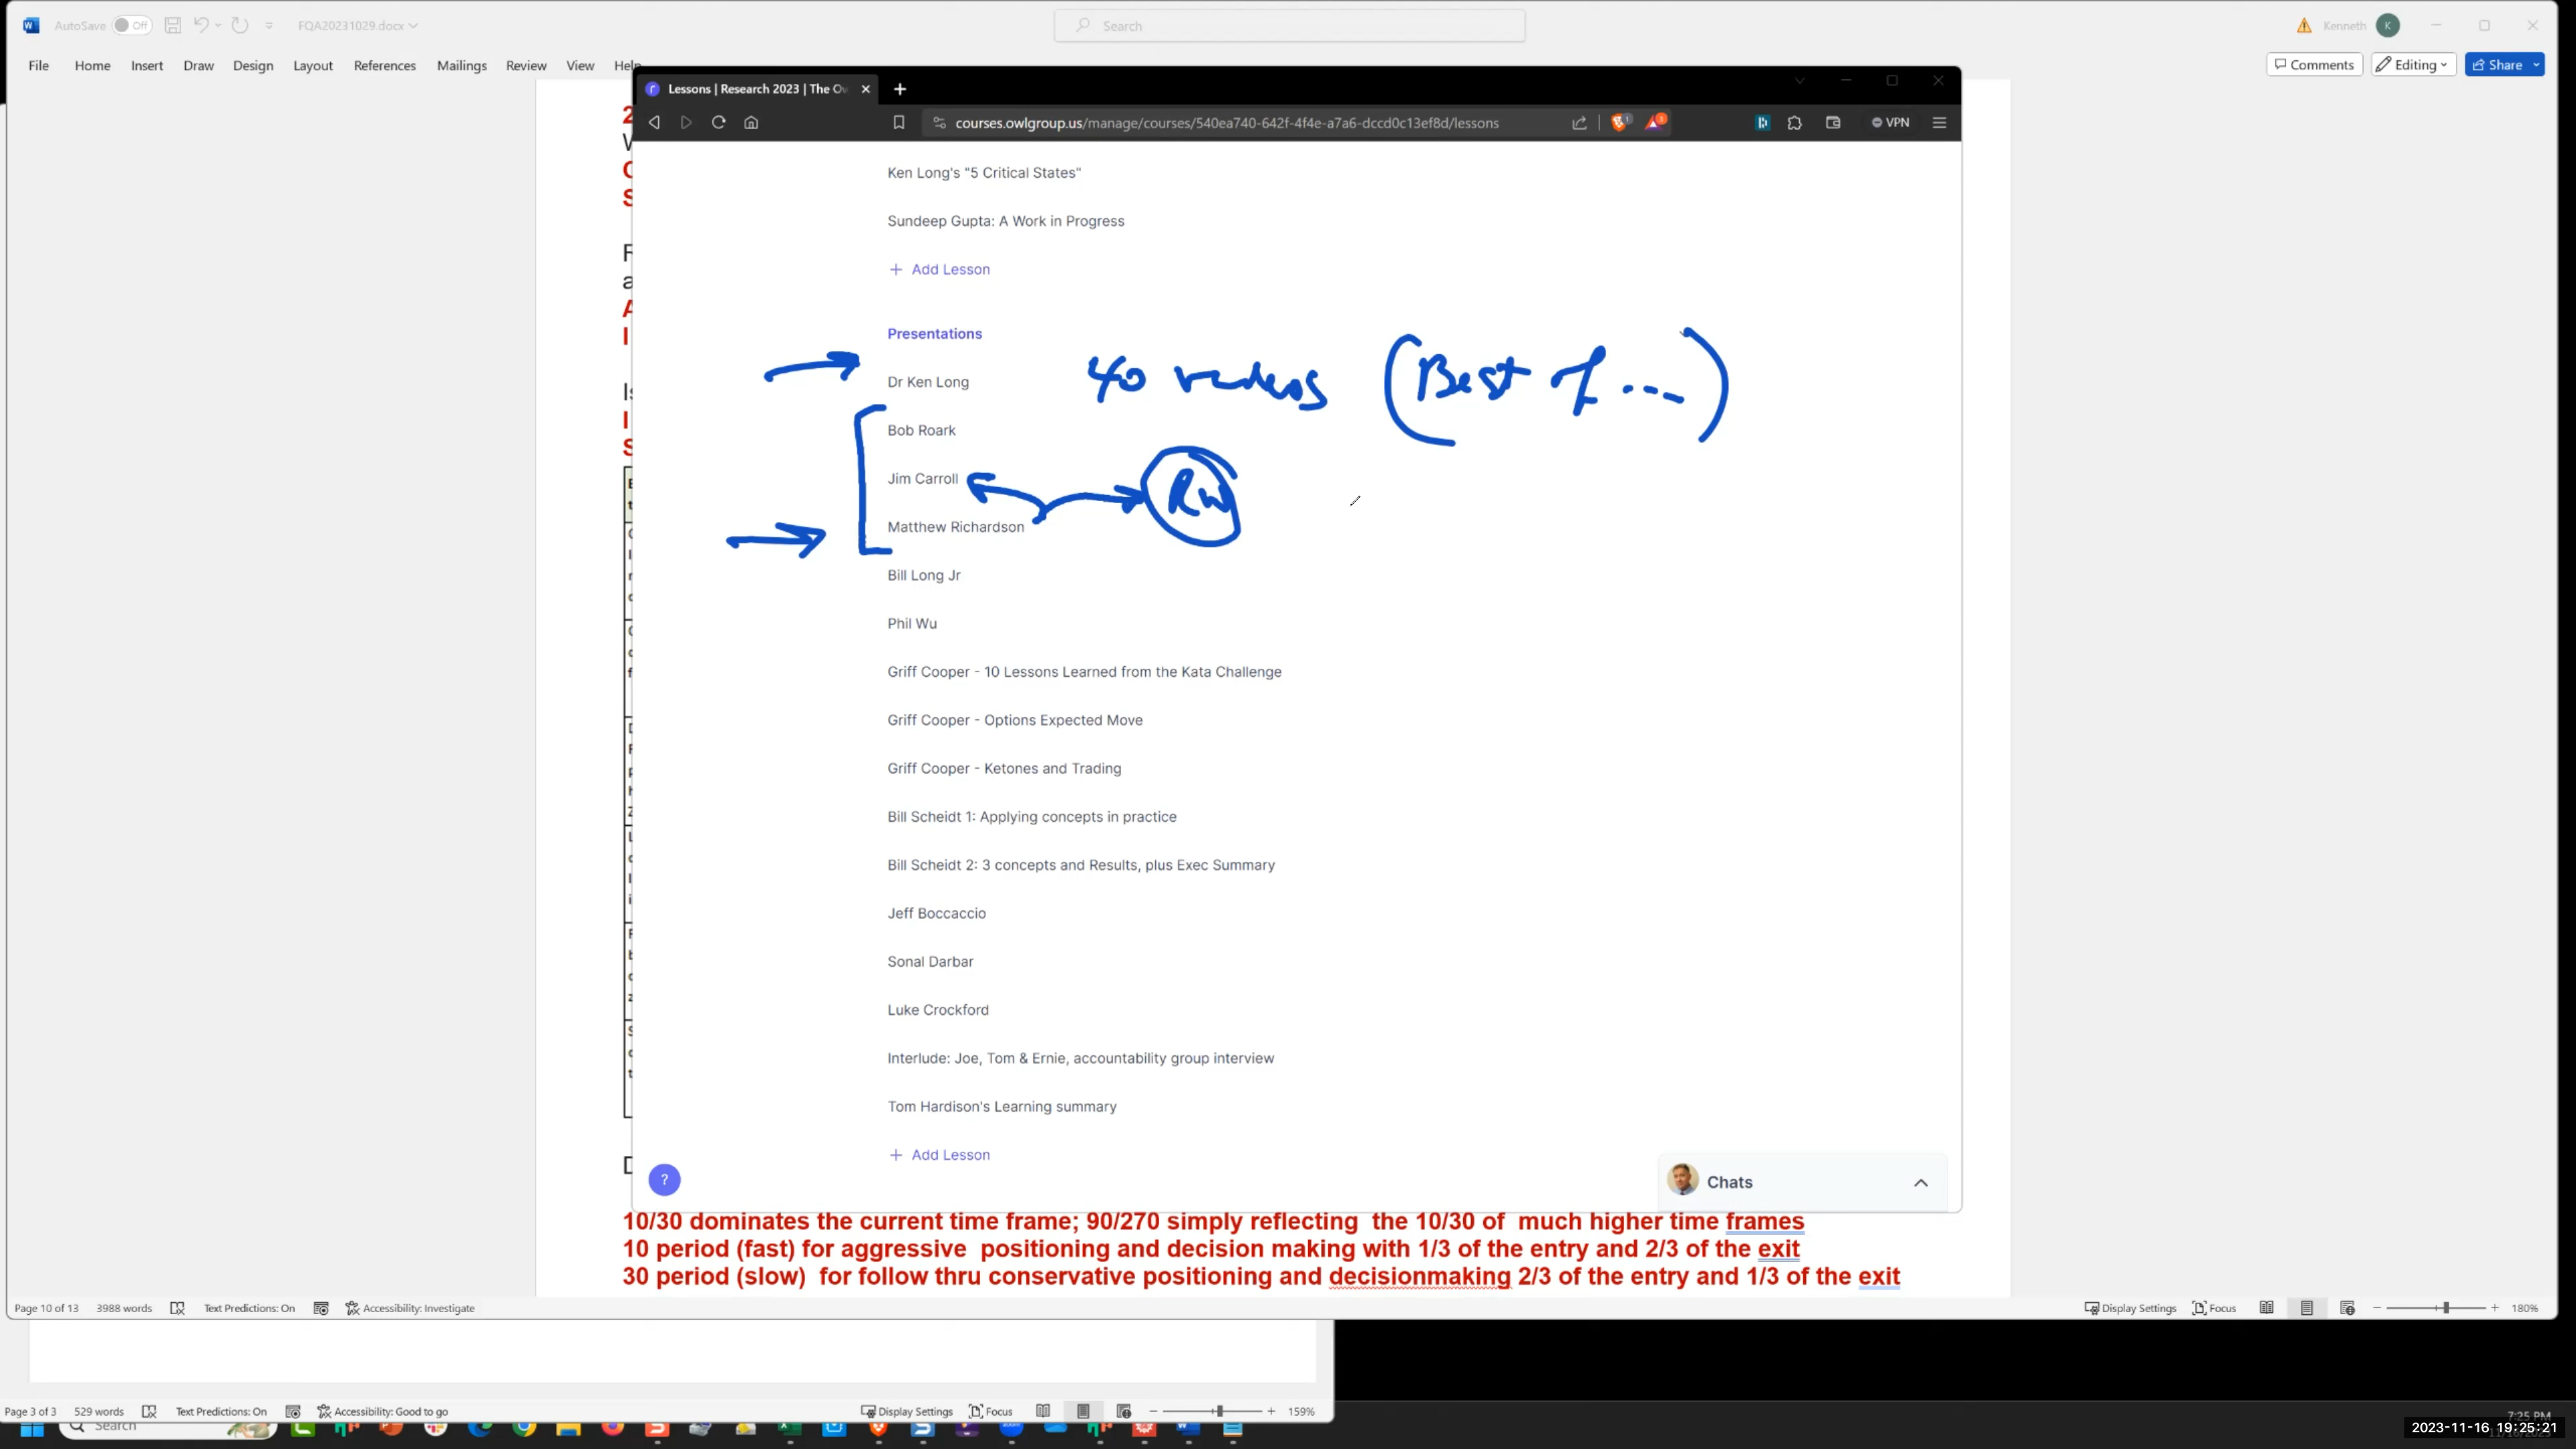 AutoSave Off FQA20231029.docx Search Kenneth K
File Home Insert Draw Design Layout References Mailings Review View Help Comments Editing Share
Lessons | Research 2023 | The Ow
courses.owlgroup.us/manage/courses/540ea740-642f-4f4e-a7a6-dccd0c13ef8d/lessons VPN
Ken Long's "5 Critical States"
Sundeep Gupta: A Work in Progress
+ Add Lesson
Presentations
Dr Ken Long 40 videos (Best of ...)
Bob Roark
Jim Carroll RW
Matthew Richardson
Bill Long Jr
Phil Wu
Griff Cooper - 10 Lessons Learned from the Kata Challenge
Griff Cooper - Options Expected Move
Griff Cooper - Ketones and Trading
Bill Scheidt 1: Applying concepts in practice
Bill Scheidt 2: 3 concepts and Results, plus Exec Summary
Jeff Boccaccio
Sonal Darbar
Luke Crockford
Interlude: Joe, Tom & Ernie, accountability group interview
Tom Hardison's Learning summary
+ Add Lesson
? Chats
10/30 dominates the current time frame; 90/270 simply reflecting the 10/30 of much higher time frames
10 period (fast) for aggressive positioning and decision making with 1/3 of the entry and 2/3 of the exit
30 period (slow) for follow thru conservative positioning and decisionmaking 2/3 of the entry and 1/3 of the exit
Page 10 of 13 3988 words Text Predictions: On Accessibility: Investigate Display Settings Focus 180%
Page 3 of 3 529 words Text Predictions: On Accessibility: Good to go Display Settings Focus 159%
Search 7:25 PM
2023-11-16 19:25:21